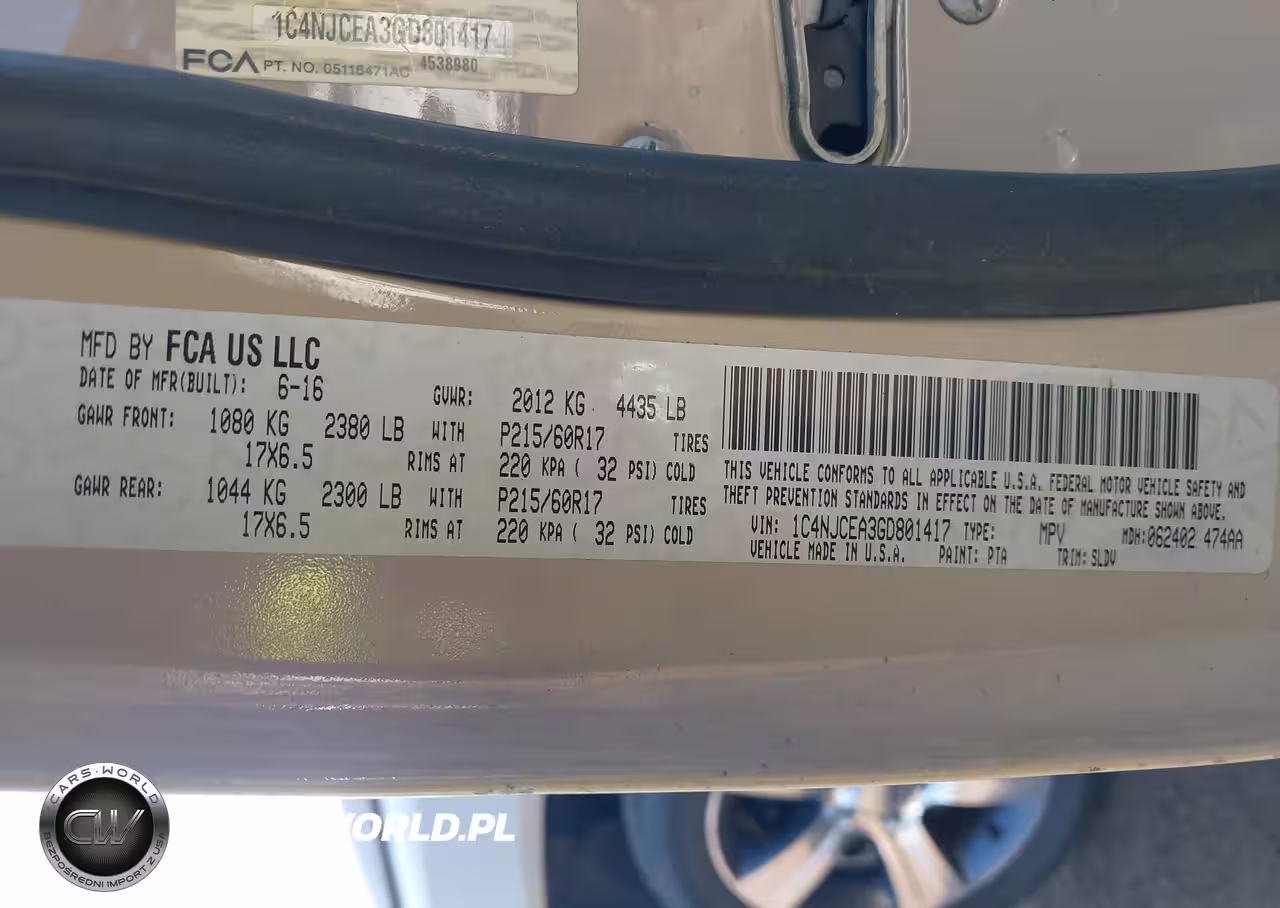 1C4NJCEA3GD801417
FCA PT. NO. 05116471AC 4538980
MFD BY FCA US LLC
DATE OF MFR(BUILT): 6-16 GVWR: 2012 KG 4435 LB
GAWR FRONT: 1080 KG 2380 LB WITH P215/60R17 TIRES
17X6.5 RIMS AT 220 KPA ( 32 PSI) COLD
GAWR REAR: 1044 KG 2300 LB WITH P215/60R17 TIRES
17X6.5 RIMS AT 220 KPA ( 32 PSI) COLD
THIS VEHICLE CONFORMS TO ALL APPLICABLE U.S.A. FEDERAL MOTOR VEHICLE SAFETY AND
THEFT PREVENTION STANDARDS IN EFFECT ON THE DATE OF MANUFACTURE SHOWN ABOVE.
VIN: 1C4NJCEA3GD801417 TYPE: MPV MDH:062402 474AA
VEHICLE MADE IN U.S.A. PAINT: PTA TRIM: SLDV
CARS-WORLD
CW
BEZPOŚREDNI IMPORT Z USA
WORLD.PL